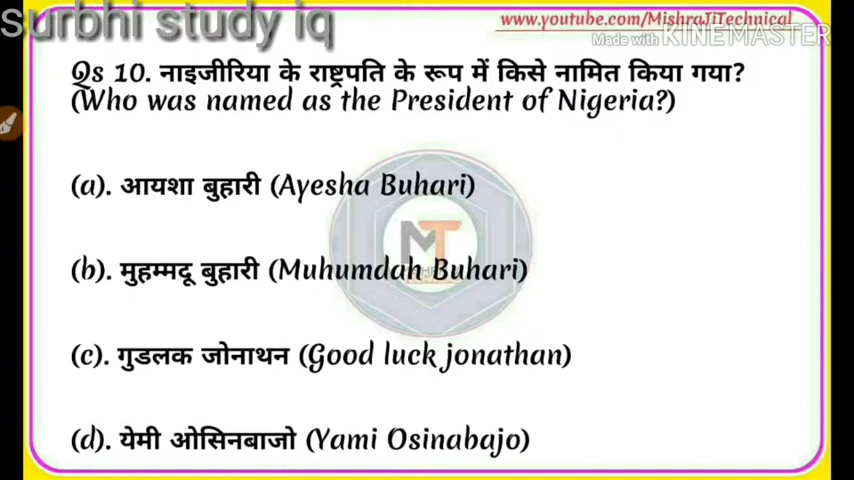 Surbhi study iq
www.youtube.com/MishraJiTechnical
Made with KINEMASTER
Qs 10. नाइजीरिया के राष्ट्रपति के रूप में किसे नामित किया गया?
(Who was named as the President of Nigeria?)
(a). आयशा बुहारी (Ayesha Buhari)
MT
(b). मुहम्मदू बुहारी (Muhumdah Buhari)
(c). गुडलक जोनाथन (Good luck jonathan)
(d). येमी ओसिनबाजो (Yami Osinabajo)